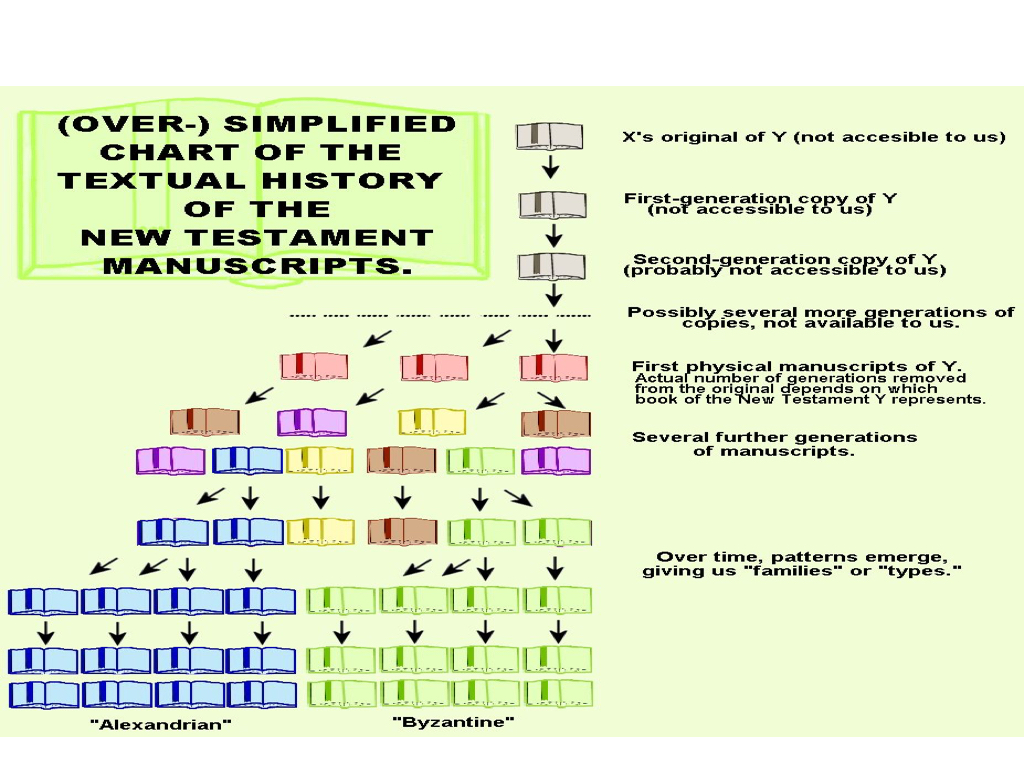 (OVER-) SIMPLIFIED
CHART OF THE
TEXTUAL HISTORY
OF THE
NEW TESTAMENT
MANUSCRIPTS.
X's original of Y (not accesible to us)
First-generation copy of Y
(not accessible to us)
Second-generation copy of Y
(probably not accessible to us)
Possibly several more generations of
copies, not available to us.
First physical manuscripts of Y.
Actual number of generations removed
from the original depends on which
book of the New Testament Y represents.
Several further generations
of manuscripts.
Over time, patterns emerge,
giving us "families" or "types."
"Alexandrian"
"Byzantine"